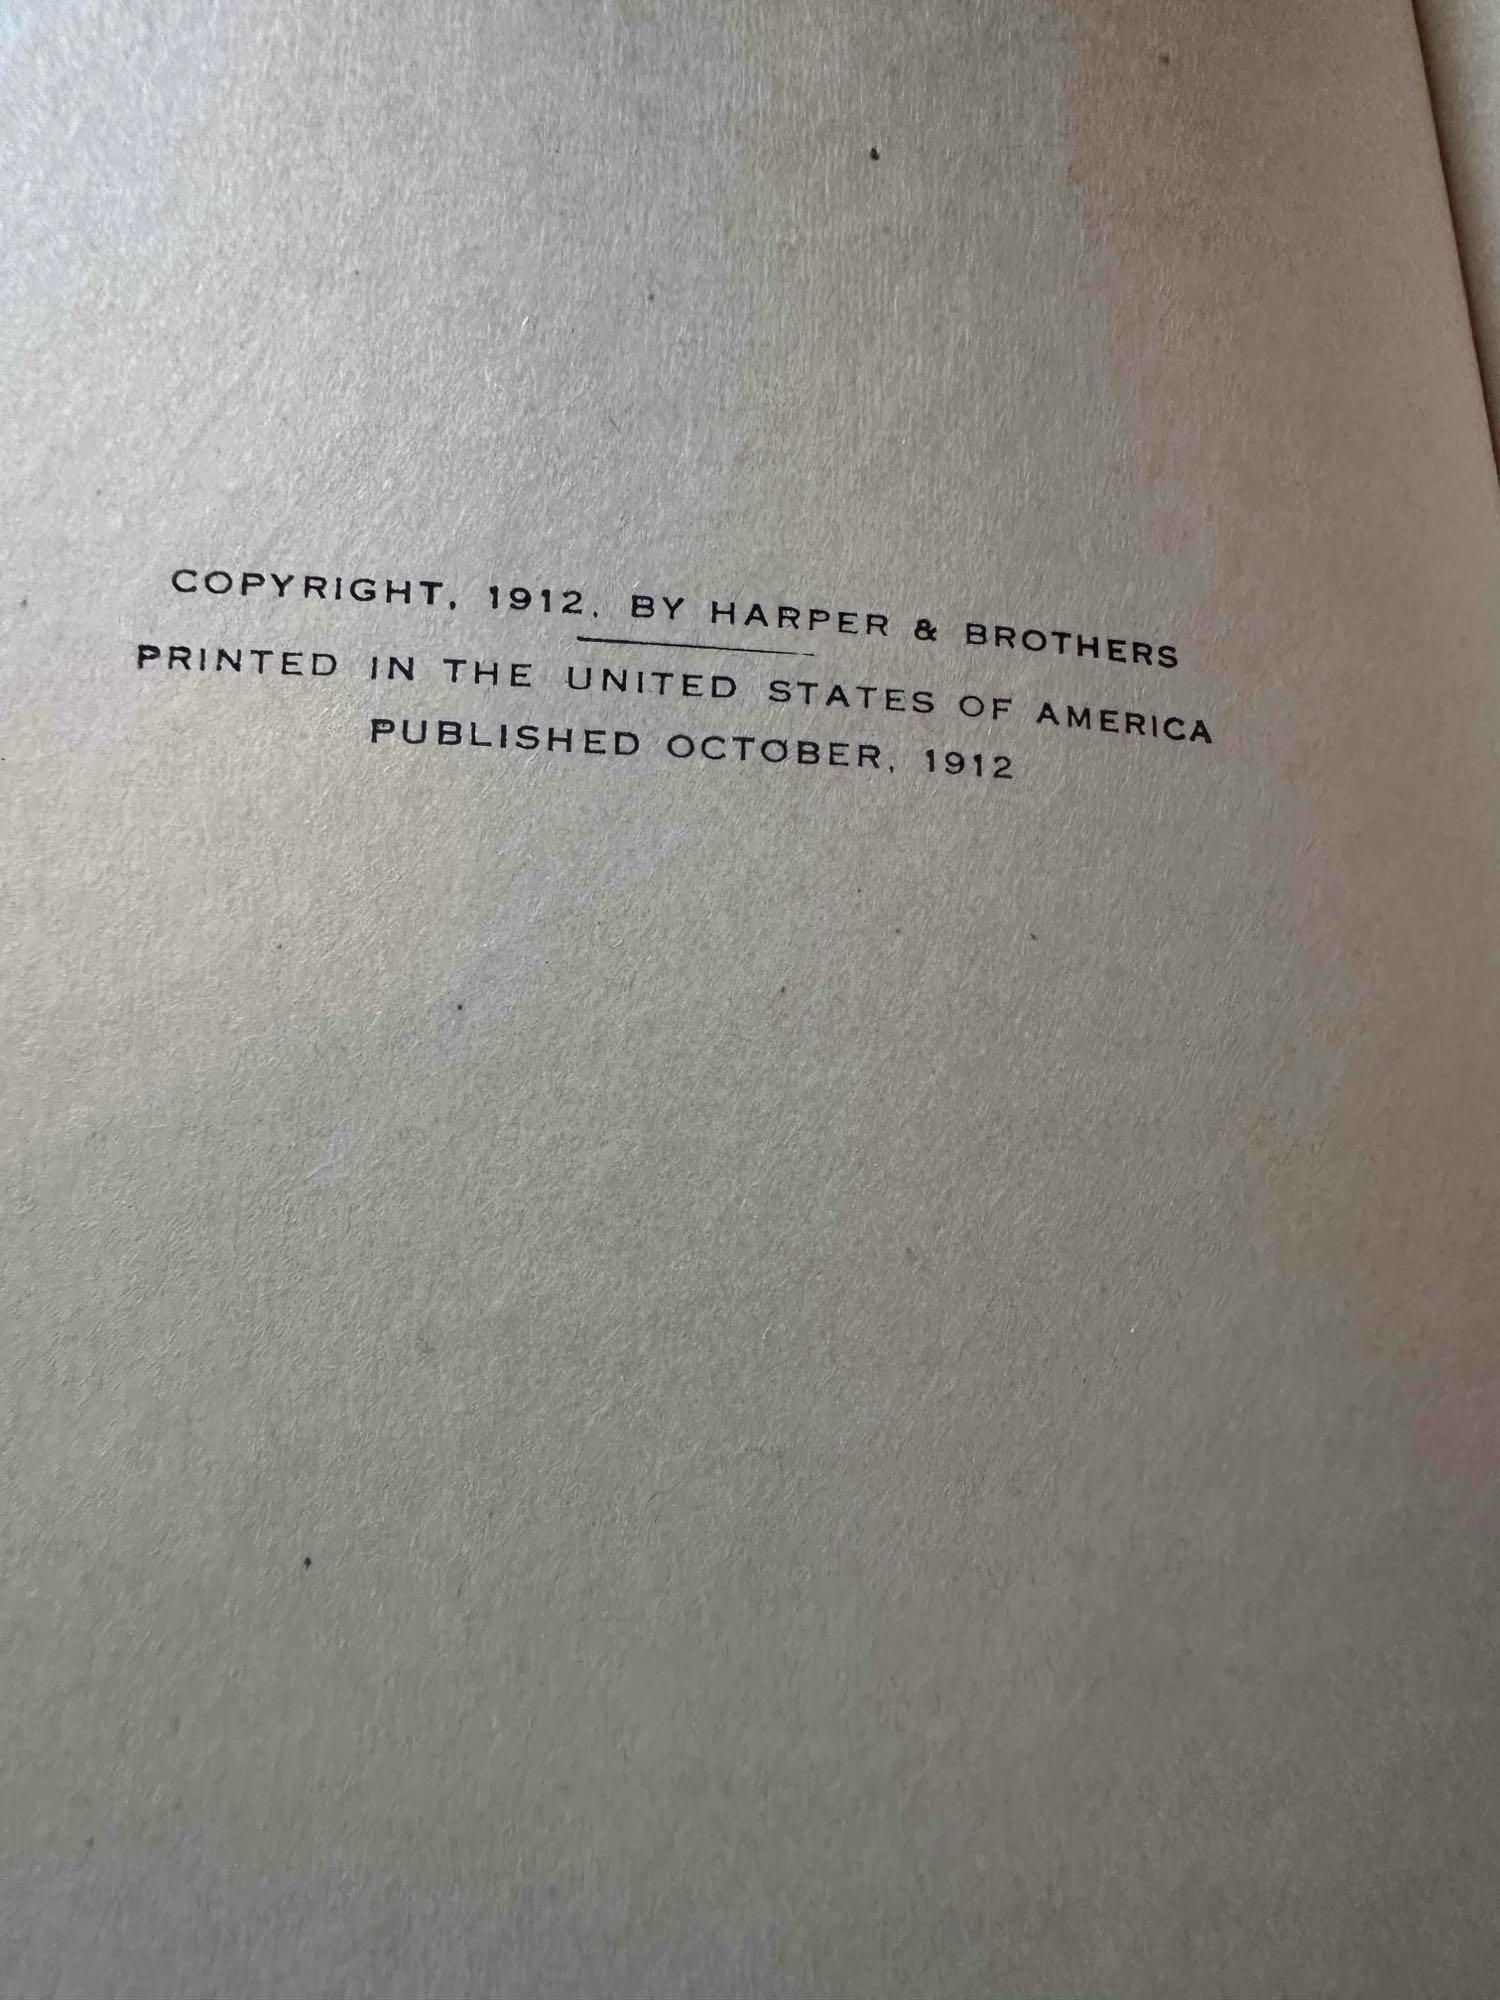 COPYRIGHT, 1912, BY HARPER & BROTHERS
PRINTED IN THE UNITED STATES OF AMERICA
PUBLISHED OCTOBER, 1912